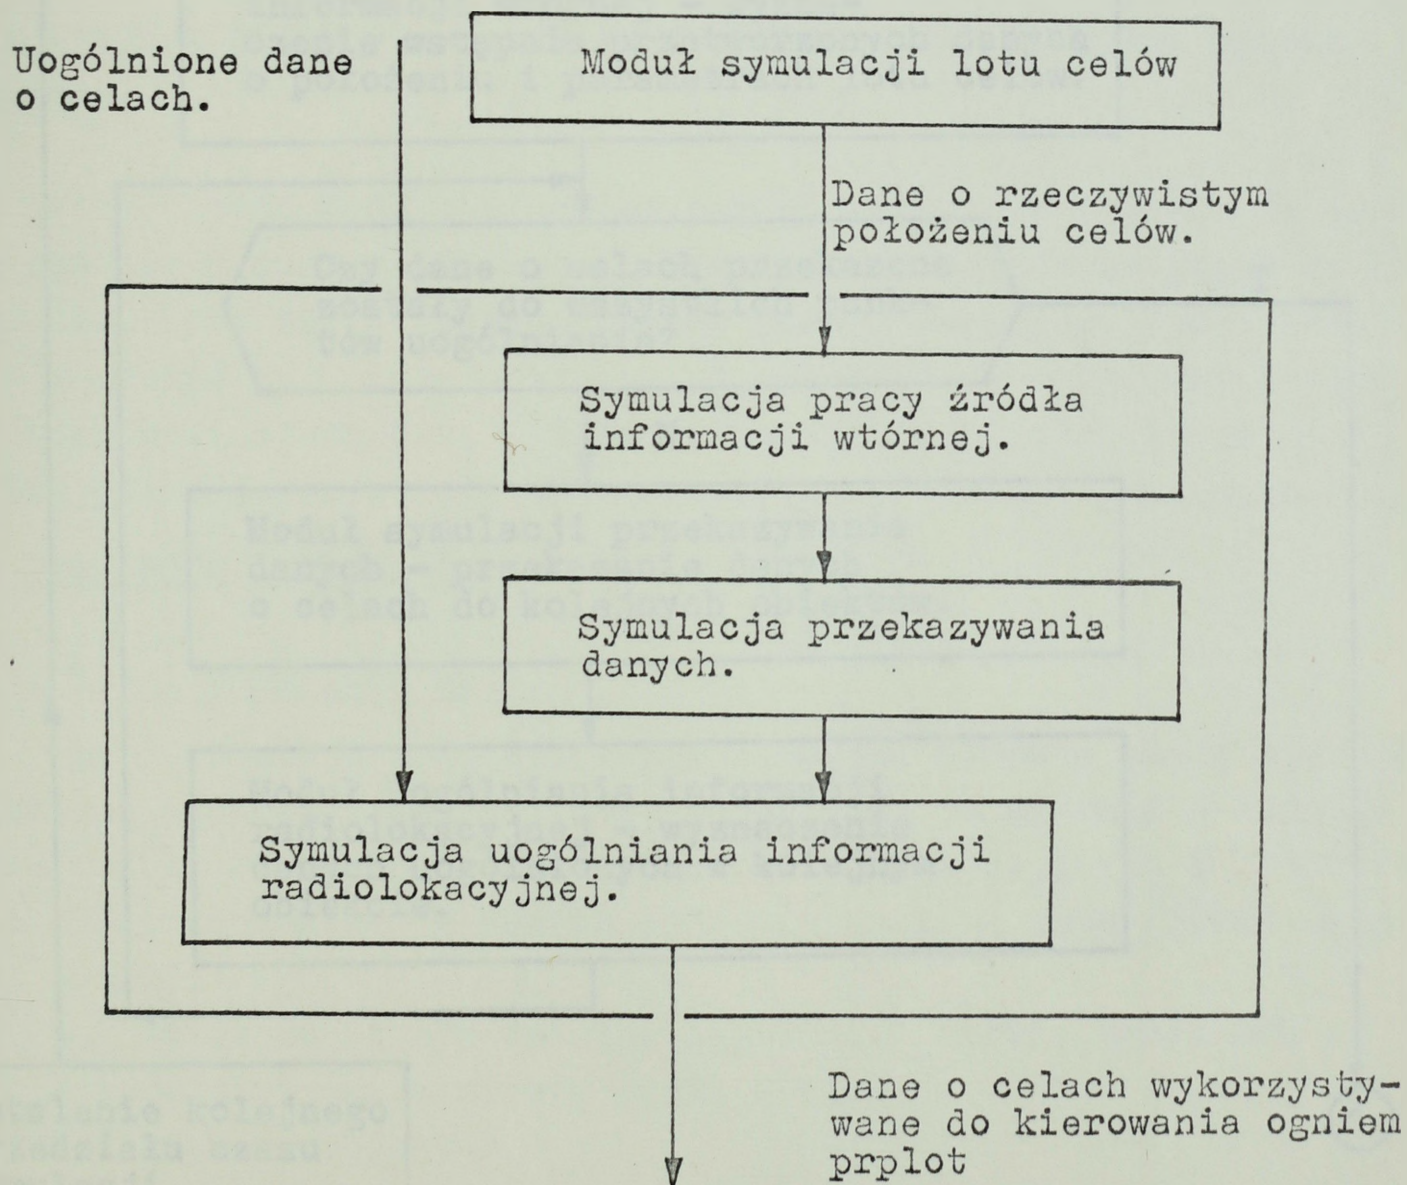 Uogólnione dane
o celach.
Moduł symulacji lotu celów
Dane o rzeczywistym
położeniu celów.
Symulacja pracy źródła
informacji wtórnej.
Symulacja przekazywania
danych.
Symulacja uogólniania informacji
radiolokacyjnej.
Dane o celach wykorzysty-
wane do kierowania ogniem
prplot